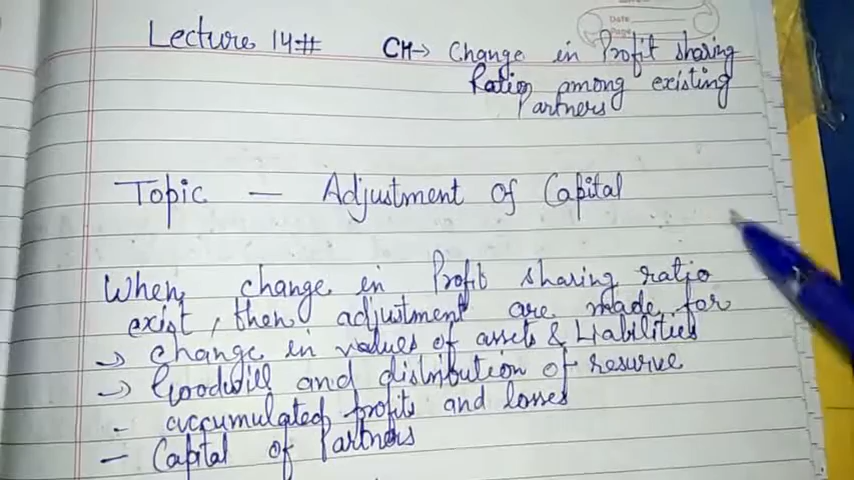 Date
Page
Lecture 14#
CH→ Change in Profit sharing
Ratio among existing
Partners
Topic — Adjustment of Capital
When change in Profit sharing ratio
exist, then adjustment are made for
→ change in values of assets & Liabilities
→ Goodwill and distribution of reserve
- accumulated profits and losses
— Capital of Partners